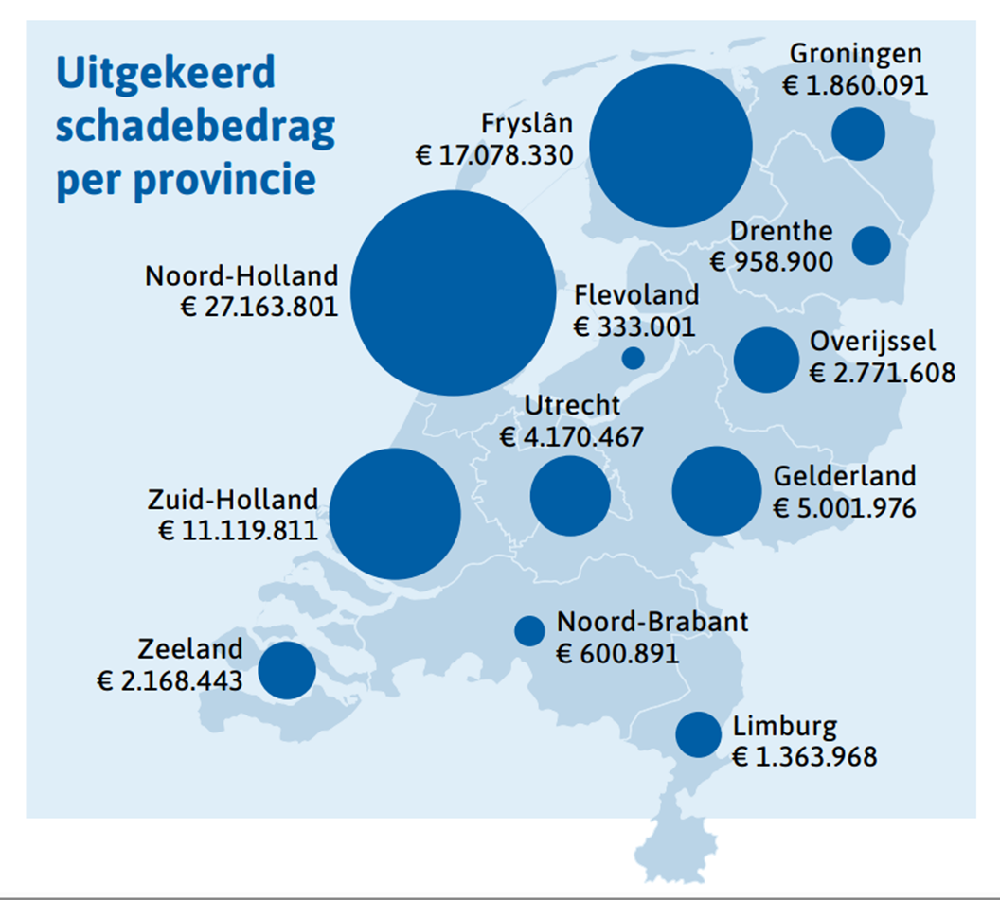 Uitgekeerd
schadebedrag
per provincie
Groningen
€ 1.860.091
Fryslân
€ 17.078.330
Drenthe
€ 958.900
Noord-Holland
€ 27.163.801
Flevoland
€ 333.001
Overijssel
€ 2.771.608
Utrecht
€ 4.170.467
Gelderland
€ 5.001.976
Zuid-Holland
€ 11.119.811
Noord-Brabant
€ 600.891
Zeeland
€ 2.168.443
Limburg
€ 1.363.968